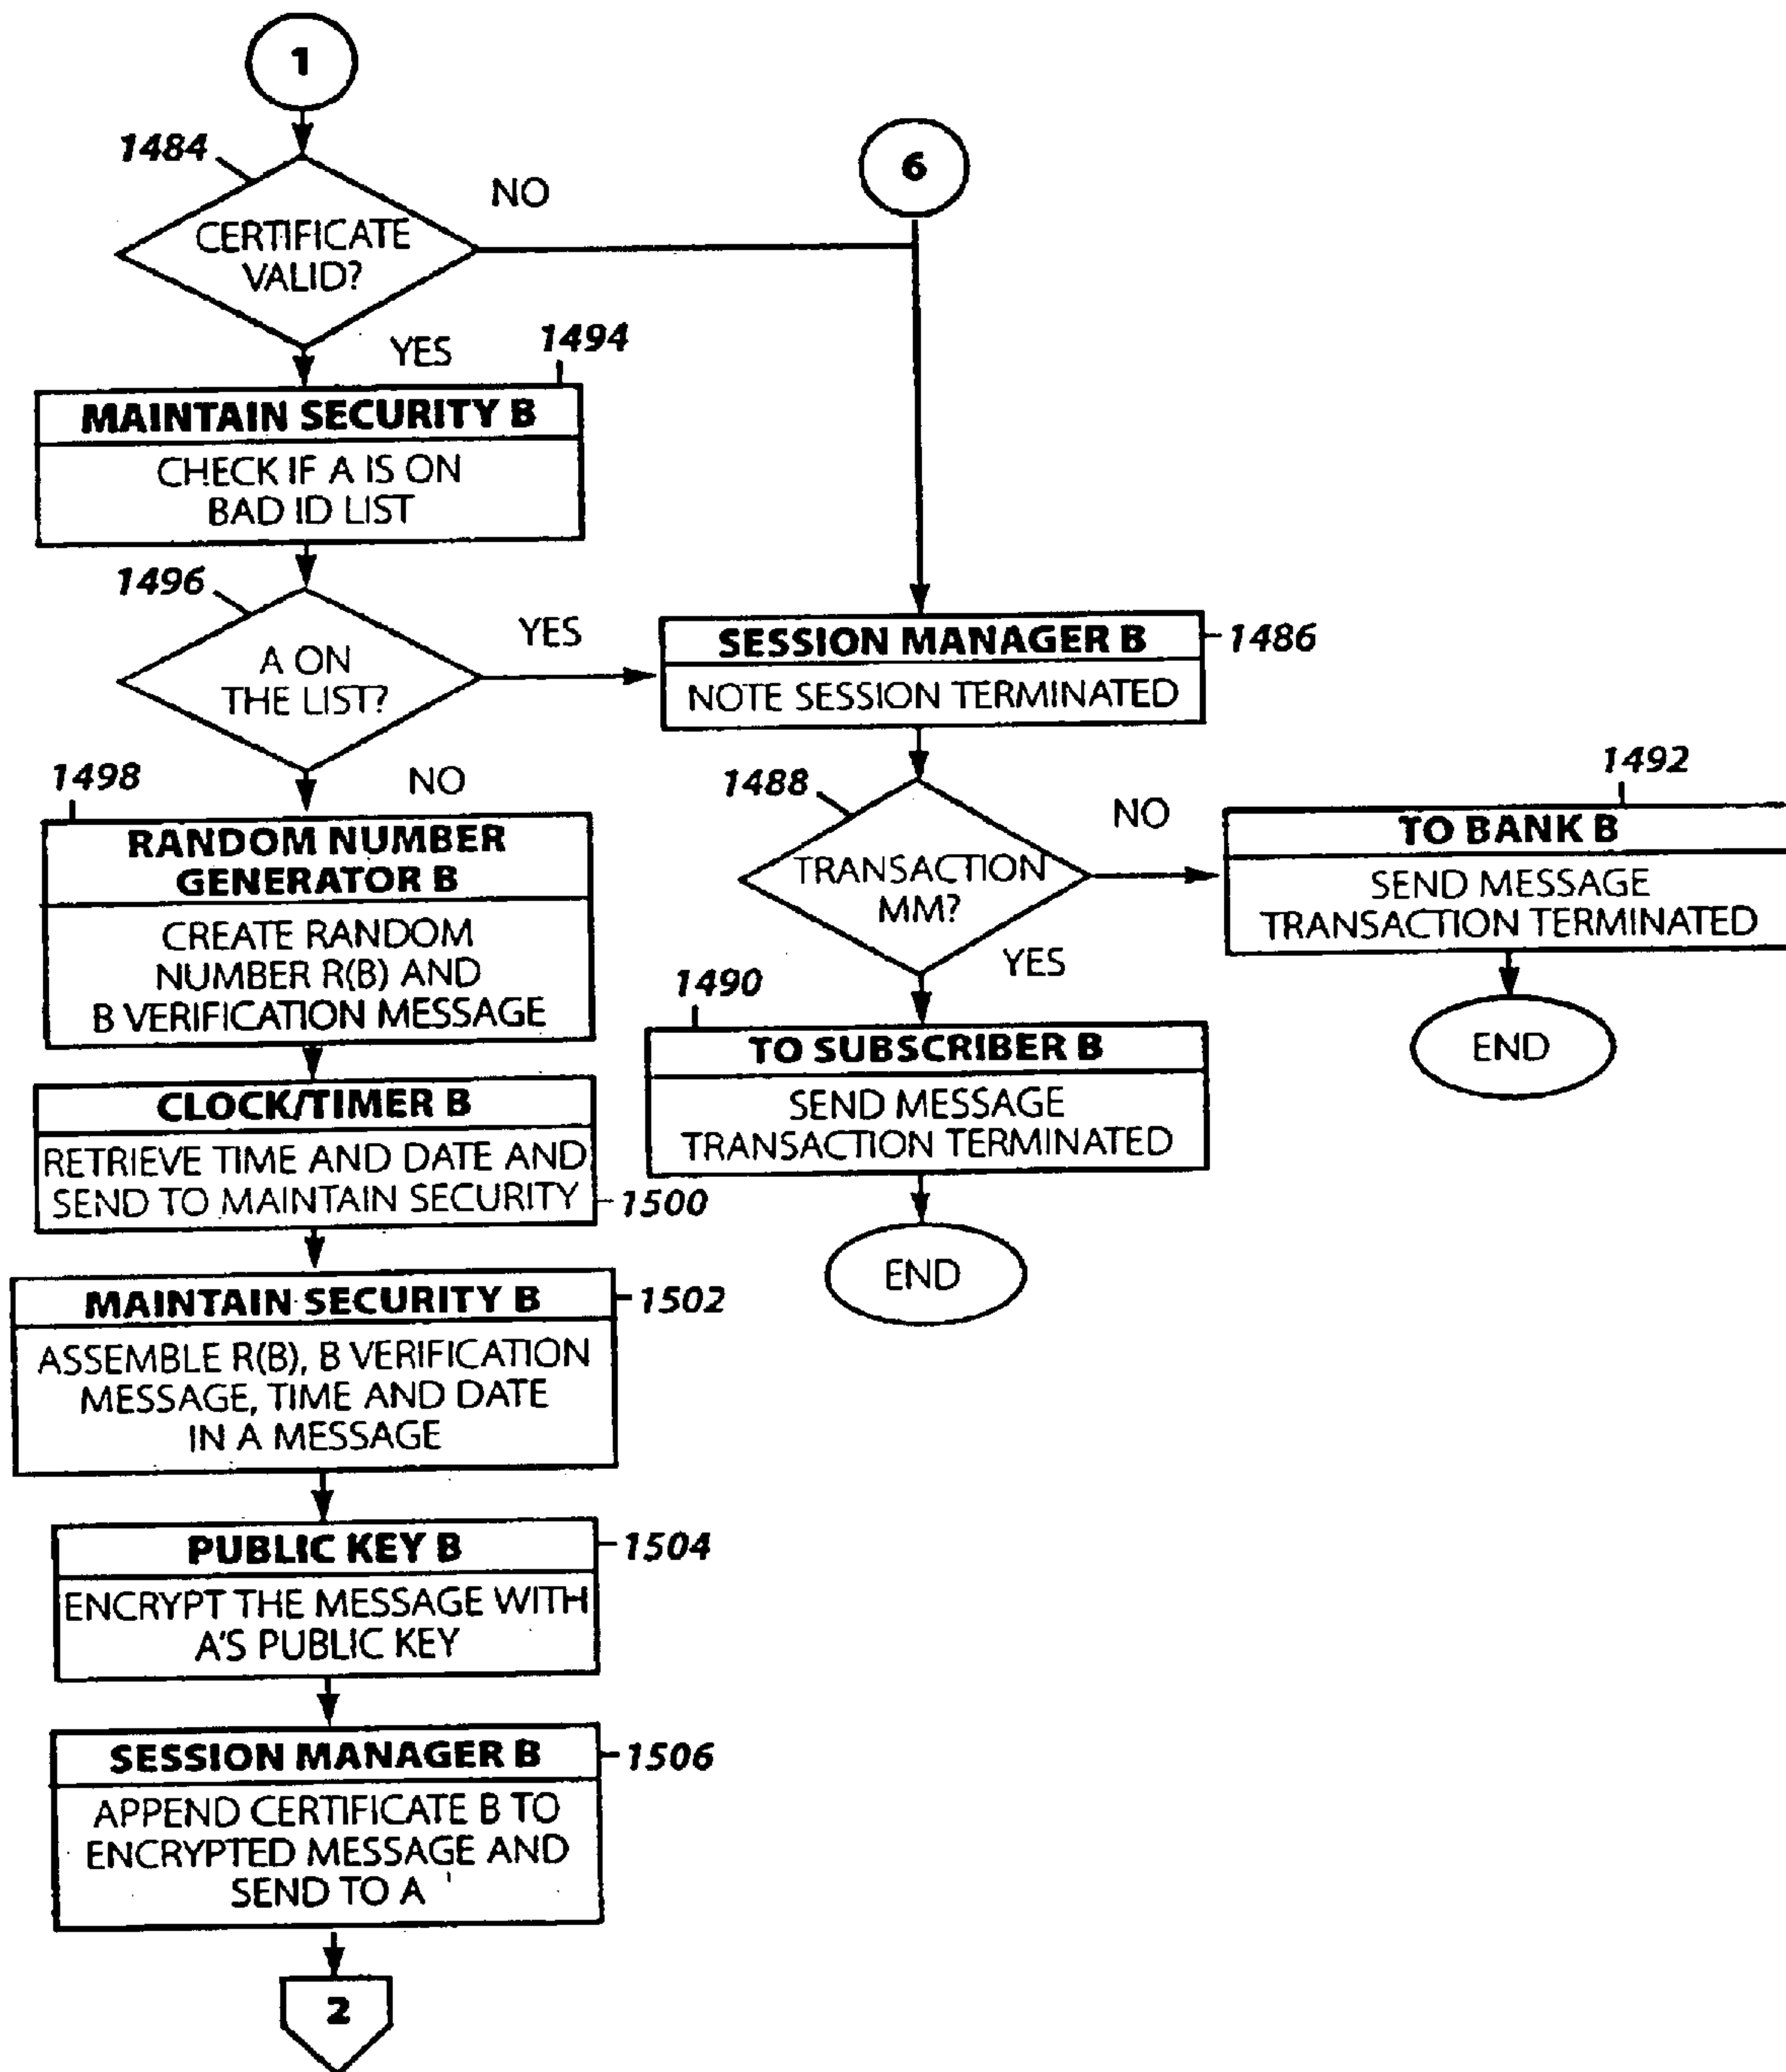 1
1484
NO
CERTIFICATE
VALID?
6
YES
1494
MAINTAIN SECURITY B
CHECK IF A IS ON
BAD ID LIST
1496
A ON
THE LIST?
YES
SESSION MANAGER B
1486
NOTE SESSION TERMINATED
1498
NO
1488
TRANSACTION
MM?
NO
1492
TO BANK B
SEND MESSAGE
TRANSACTION TERMINATED
END
RANDOM NUMBER
GENERATOR B
CREATE RANDOM
NUMBER R(B) AND
B VERIFICATION MESSAGE
YES
1490
TO SUBSCRIBER B
SEND MESSAGE
TRANSACTION TERMINATED
END
CLOCK/TIMER B
RETRIEVE TIME AND DATE AND
SEND TO MAINTAIN SECURITY
1500
MAINTAIN SECURITY B
1502
ASSEMBLE R(B), B VERIFICATION
MESSAGE, TIME AND DATE
IN A MESSAGE
PUBLIC KEY B
1504
ENCRYPT THE MESSAGE WITH
A'S PUBLIC KEY
SESSION MANAGER B
1506
APPEND CERTIFICATE B TO
ENCRYPTED MESSAGE AND
SEND TO A
2